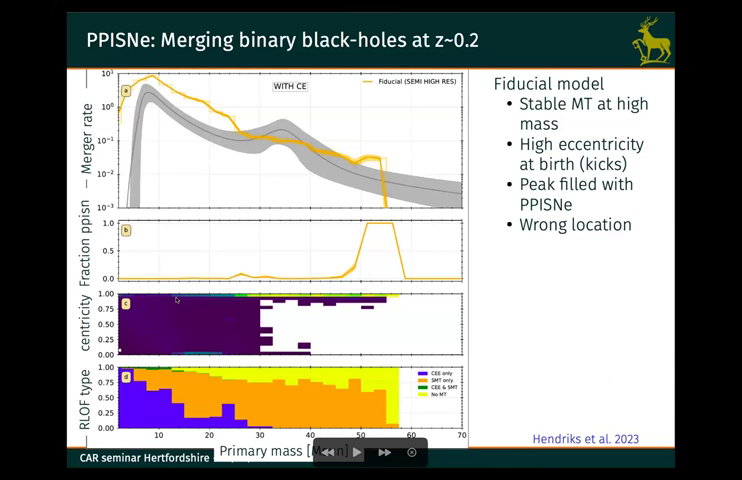 PPISNe: Merging binary black-holes at z~0.2
Merger rate
10¹
10⁰
10⁻¹
10⁻²
10⁻³
a
WITH CE
Fiducial (SEMI HIGH RES)
Fraction ppisn
1.0
0.5
0.0
b
centricity
1.00
0.75
0.50
0.25
0.00
c
RLOF type
1.00
0.75
0.50
0.25
0.00
d
CEE only
SMT only
CEE & SMT
No MT
10
20
30
40
50
60
70
Primary mass [M
Fiducial model
• Stable MT at high
mass
• High eccentricity
at birth (kicks)
• Peak filled with
PPISNe
• Wrong location
Hendriks et al. 2023
CAR seminar Hertfordshire